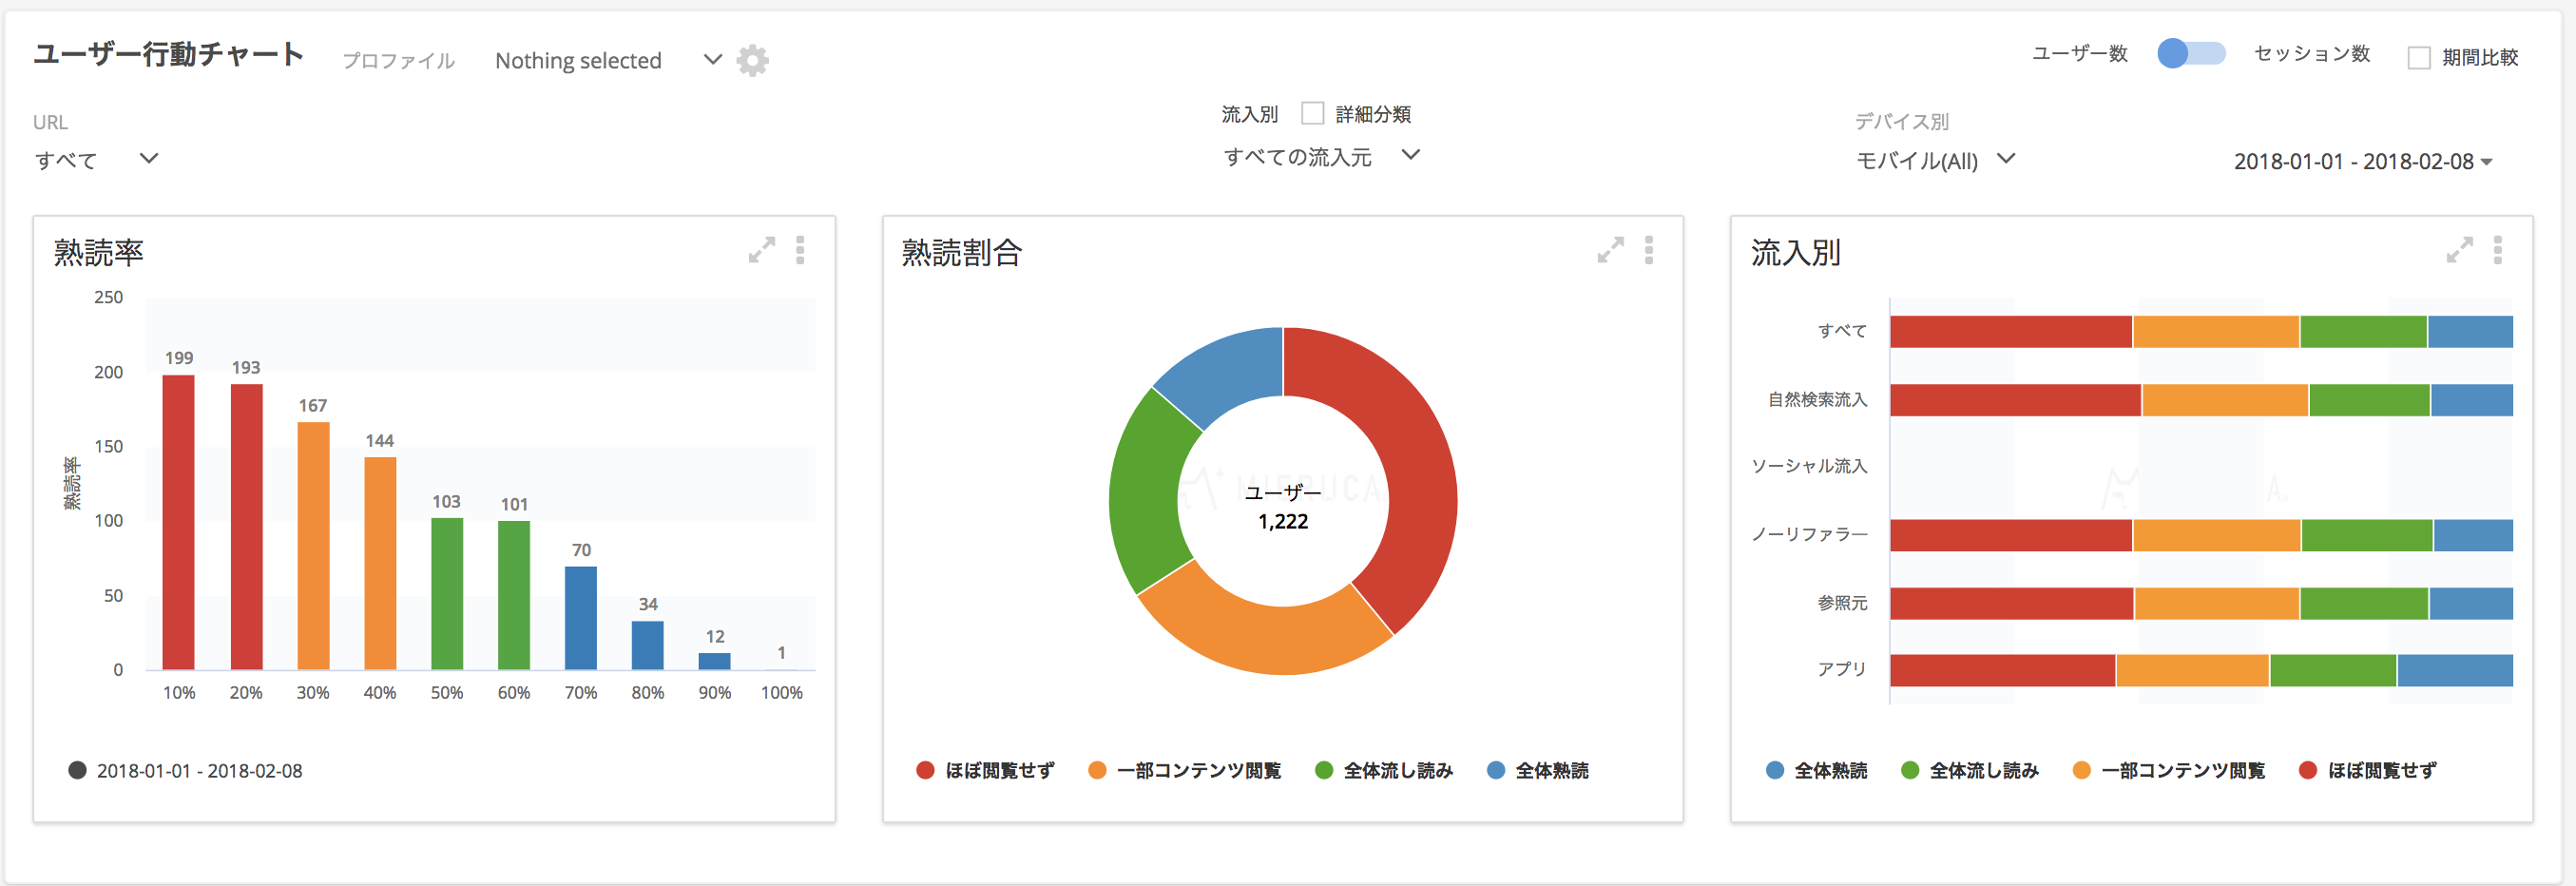 ユーザー行動チャート プロファイル Nothing selected
ユーザー数 セッション数 期間比較
URL
すべて
流入別 詳細分類
すべての流入元
デバイス別
モバイル(All)
2018-01-01 - 2018-02-08
熟読率
250
200
150
100
50
0
熟読率
199
193
167
144
103
101
70
34
12
1
10% 20% 30% 40% 50% 60% 70% 80% 90% 100%
2018-01-01 - 2018-02-08
熟読割合
MIERUCA
ユーザー
1,222
ほぼ閲覧せず 一部コンテンツ閲覧 全体流し読み 全体熟読
流入別
すべて
自然検索流入
ソーシャル流入
ノーリファラー
参照元
アプリ
全体熟読 全体流し読み 一部コンテンツ閲覧 ほぼ閲覧せず